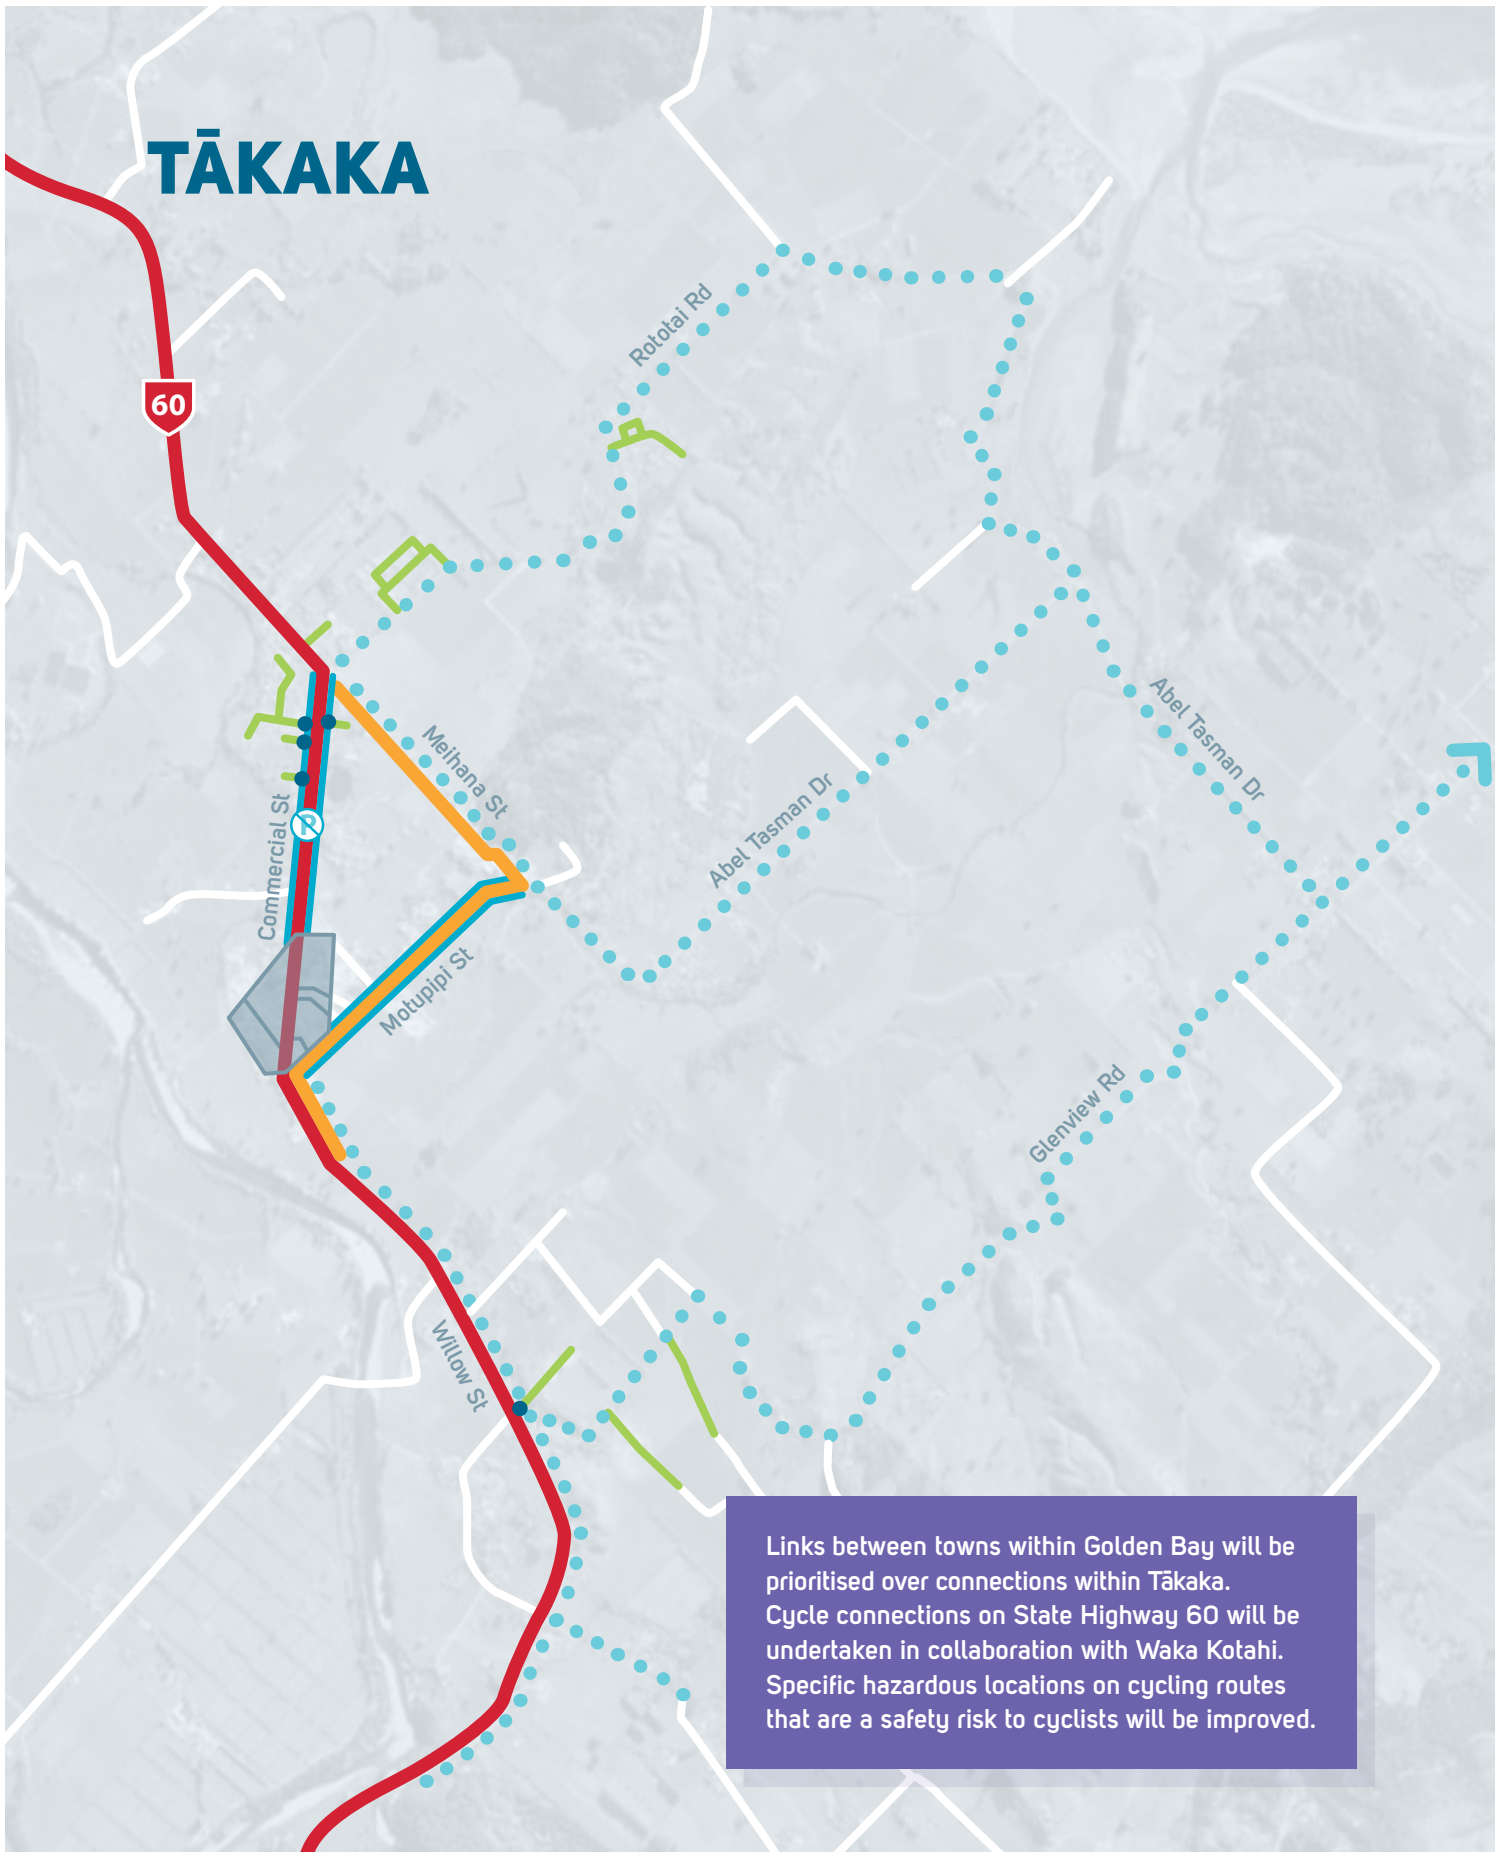 TĀKAKA
Rototai Rd
60
Abel Tasman Dr
Meihana St
Abel Tasman Dr
Commercial St
P
Motupipi St
Glenview Rd
Willow St
Links between towns within Golden Bay will be
prioritised over connections within Tākaka.
Cycle connections on State Highway 60 will be
undertaken in collaboration with Waka Kotahi.
Specific hazardous locations on cycling routes
that are a safety risk to cyclists will be improved.